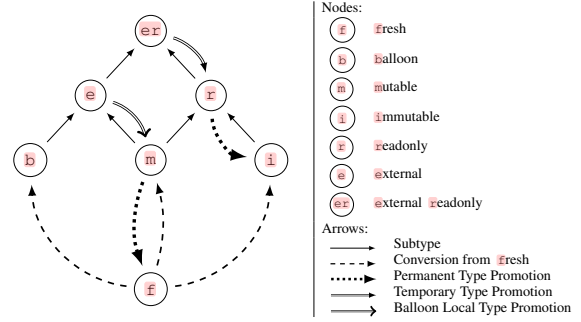 er
e
r
b
m
i
f
Nodes:
f fresh
b balloon
m mutable
i immutable
r readonly
e external
er external readonly
Arrows:
Subtype
Conversion from fresh
Permanent Type Promotion
Temporary Type Promotion
Balloon Local Type Promotion